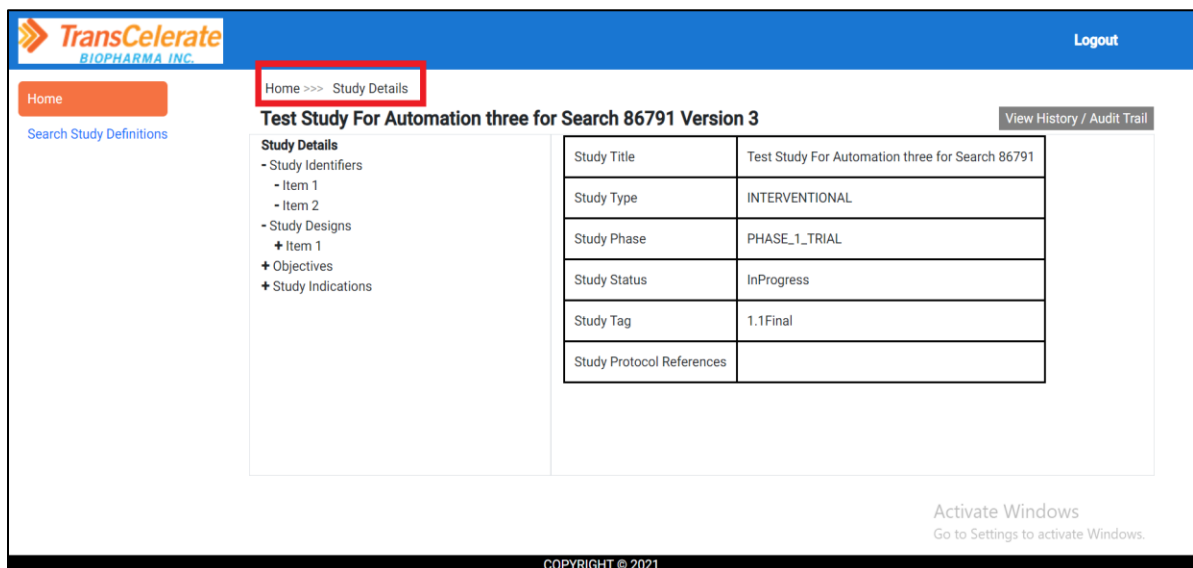 TransCelerate
BIOPHARMA INC.
Logout
Home
Search Study Definitions
Home >>> Study Details
Test Study For Automation three for Search 86791 Version 3
View History / Audit Trail
Study Details
- Study Identifiers
- Item 1
- Item 2
- Study Designs
+ Item 1
+ Objectives
+ Study Indications
Study Title Test Study For Automation three for Search 86791
Study Type INTERVENTIONAL
Study Phase PHASE_1_TRIAL
Study Status InProgress
Study Tag 1.1Final
Study Protocol References
Activate Windows
Go to Settings to activate Windows.
COPYRIGHT © 2021